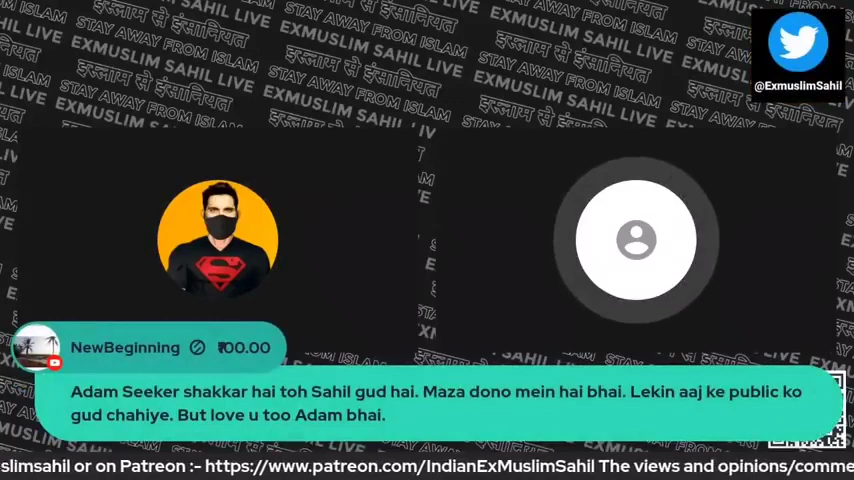 @ExmuslimSahil
NewBeginning ₹100.00
Adam Seeker shakkar hai toh Sahil gud hai. Maza dono mein hai bhai. Lekin aaj ke public ko
gud chahiye. But love u too Adam bhai.
slimsahil or on Patreon :- https://www.patreon.com/IndianExMuslimSahil The views and opinions/comme
EXMUSLIM SAHIL LIVE
STAY AWAY FROM ISLAM
इस्लाम से इंसानियत